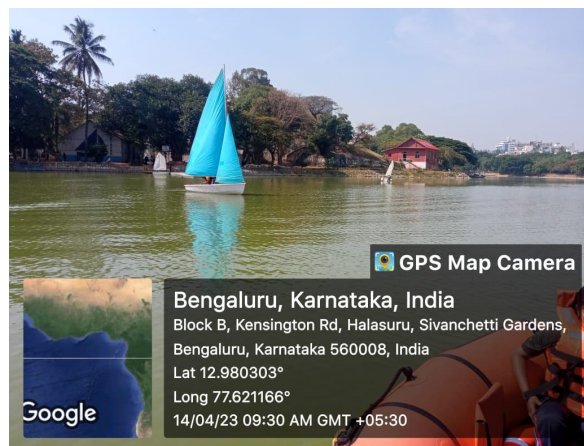 GPS Map Camera
Bengaluru, Karnataka, India
Block B, Kensington Rd, Halasuru, Sivanchetti Gardens,
Bengaluru, Karnataka 560008, India
Lat 12.980303°
Long 77.621166°
14/04/23 09:30 AM GMT +05:30
Google